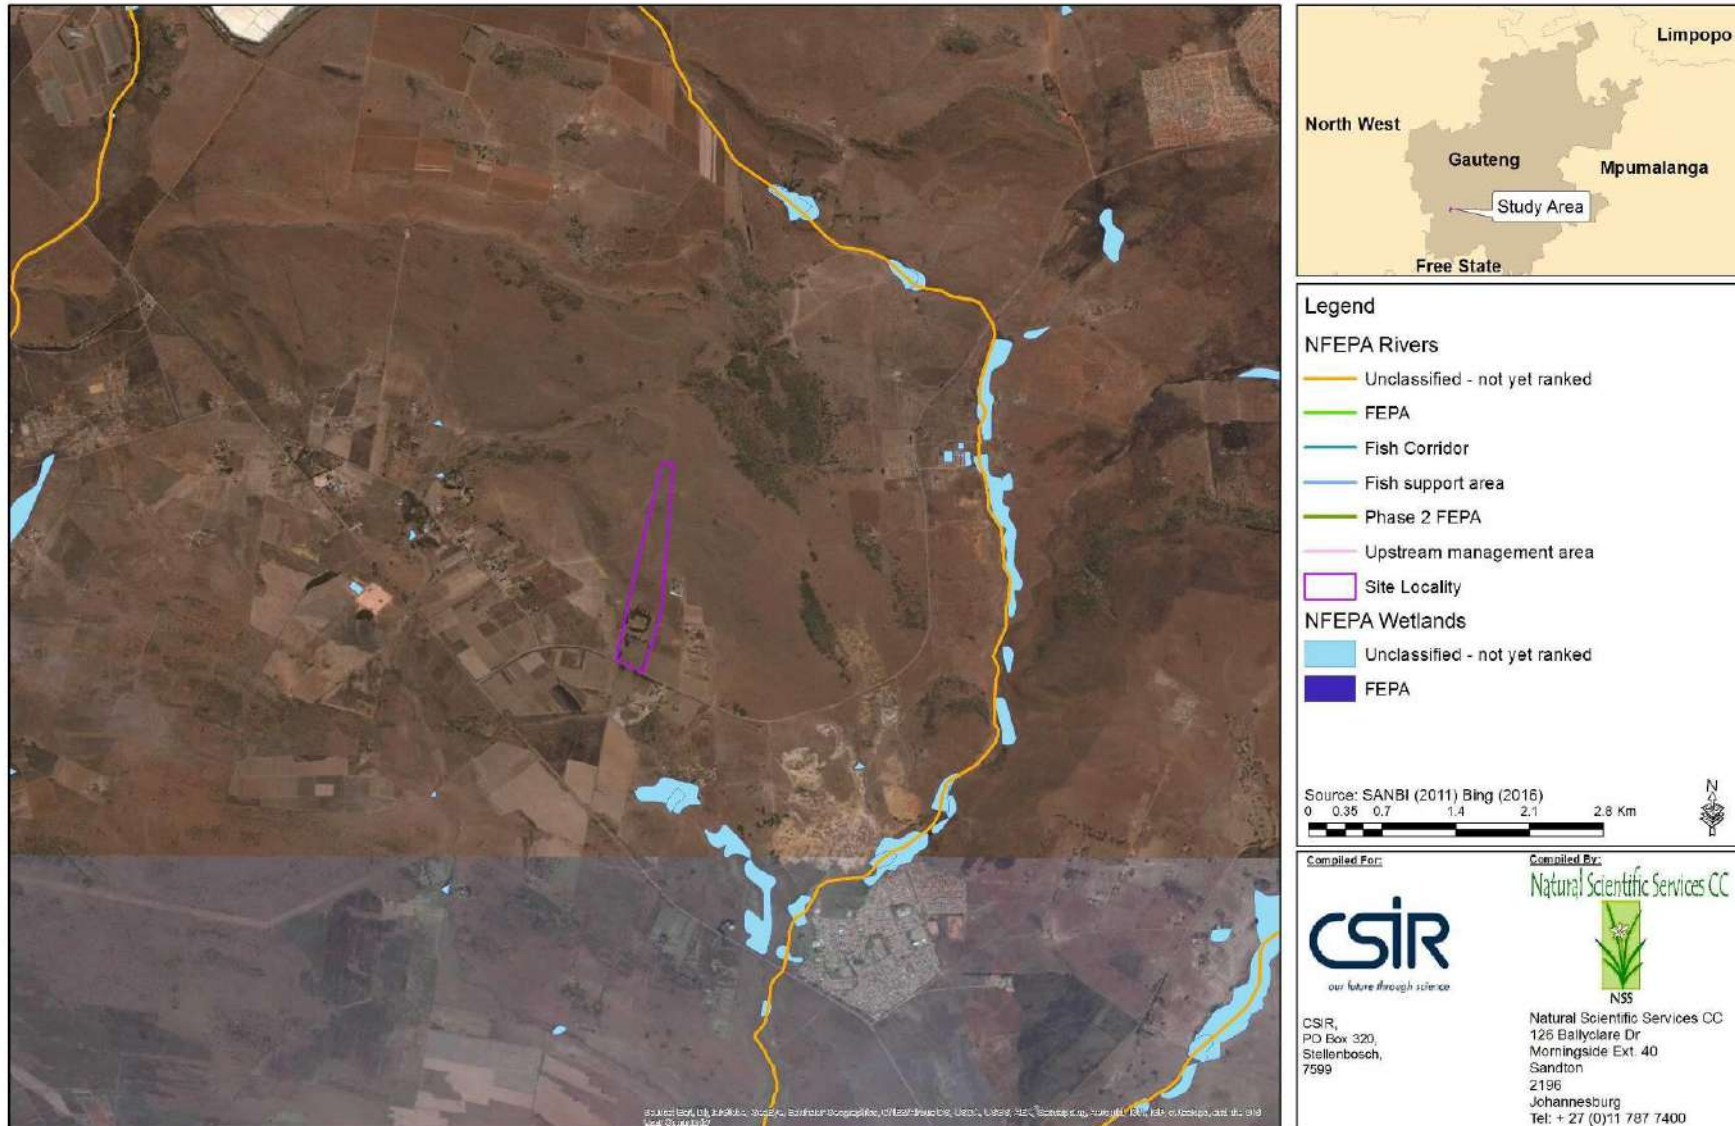 Limpopo
North West
Gauteng
Mpumalanga
Study Area
Free State
Legend
NFEPA Rivers
Unclassified - not yet ranked
FEPA
Fish Corridor
Fish support area
Phase 2 FEPA
Upstream management area
Site Locality
NFEPA Wetlands
Unclassified - not yet ranked
FEPA
Source: SANBI (2011) Bing (2016)
0 0.35 0.7 1.4 2.1 2.8 Km
N
Compiled For:
CSIR
our future through science
CSIR,
PO Box 320,
Stellenbosch,
7599
Compiled By:
Natural Scientific Services CC
NSS
Natural Scientific Services CC
126 Ballyclare Dr
Morningside Ext. 40
Sandton
2196
Johannesburg
Tel: + 27 (0)11 787 7400